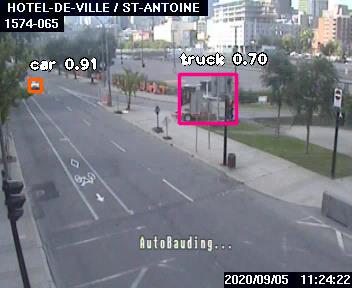 HOTEL-DE-VILLE / ST-ANTOINE
1574-065
car 0.91
truck 0.70
AutoBauding...
2020/09/05 11:24:22